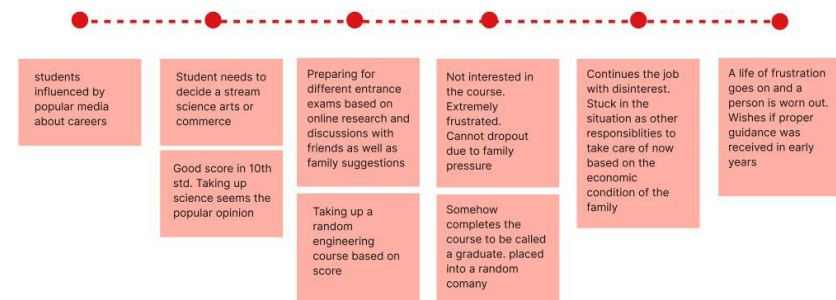 students
influenced by
popular media
about careers
Student needs to
decide a stream
science arts or
commerce
Good score in 10th
std. Taking up
science seems the
popular opinion
Preparing for
different entrance
exams based on
online research and
discussions with
friends as well as
family suggestions
Taking up a
random
engineering
course based on
score
Not interested in
the course.
Extremely
frustrated.
Cannot dropout
due to family
pressure
Somehow
completes the
course to be called
a graduate. placed
into a random
comany
Continues the job
with disinterest.
Stuck in the
situation as other
responsiblities to
take care of now
based on the
economic
condition of the
family
A life of frustration
goes on and a
person is worn out.
Wishes if proper
guidance was
received in early
years